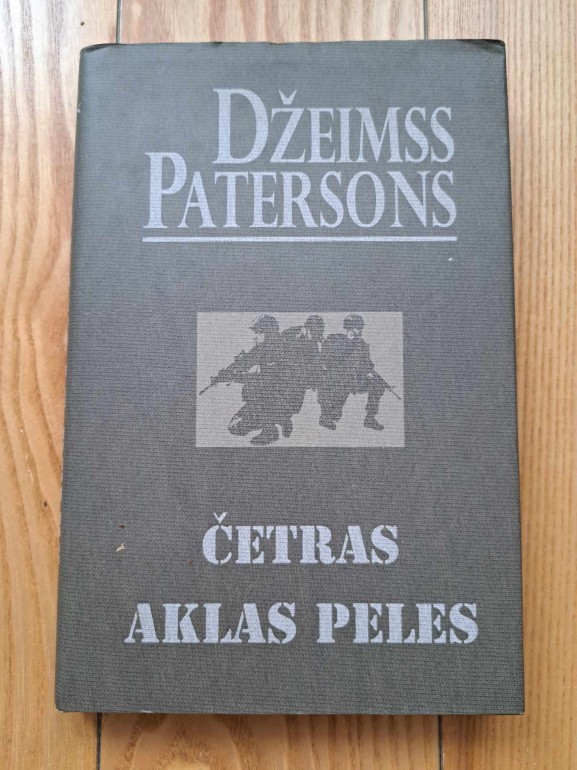 DŽEIMSS
PATERSONS
ČETRAS
AKLAS PELES